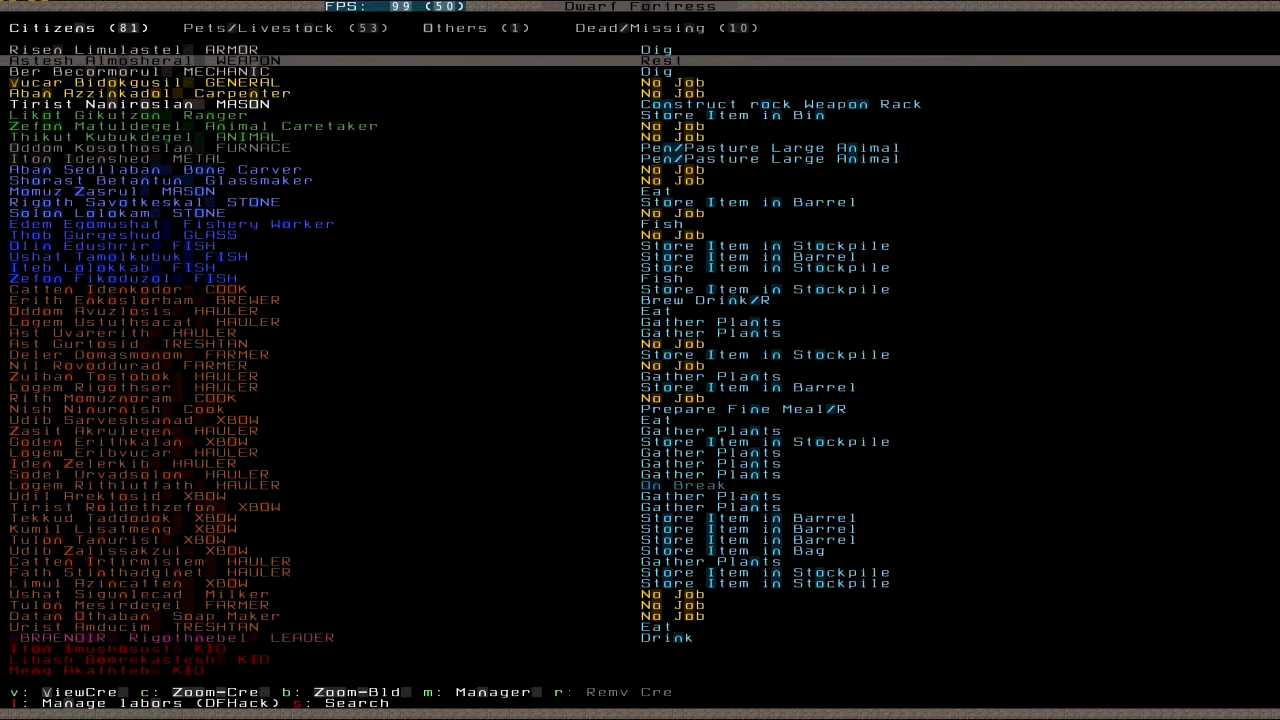 FPS: 99 (50) Dwarf Fortress
Citizens (81) Pets/Livestock (53) Others (1) Dead/Missing (10)
Risen Limulastel ARMOR Dig
Astesh Almosheral WEAPON Rest
Ber Becormorul MECHANIC Dig
Vucar Bidokgusil GENERAL No Job
Aban Azzinkadol Carpenter No Job
Tirist Naniroslan MASON Construct rock Weapon Rack
Likot Gikutzon Ranger Store Item in Bin
Zefon Matuldegel Animal Caretaker No Job
Thikut Kubukdegel ANIMAL No Job
Oddom Kosothoslan FURNACE Pen/Pasture Large Animal
Iton Idenshed METAL Pen/Pasture Large Animal
Aban Sedilaban Bone Carver No Job
Shorast Betantun Glassmaker No Job
Momuz Zasrul MASON Eat
Rigoth Savotkeskal STONE Store Item in Barrel
Solon Lolokam STONE No Job
Edem Egomushat Fishery Worker Fish
Thob Gurgeshud GLASS No Job
Olin Edushrir FISH Store Item in Stockpile
Ushat Tamolkubuk FISH Store Item in Barrel
Iteb Lolokkab FISH Store Item in Stockpile
Zefon Fikoduzol FISH Fish
Catten Idenkodor COOK Store Item in Stockpile
Erith Enkoslorbam BREWER Brew Drink/R
Oddom Avuzlosis HAULER Eat
Logem Ustuthsacat HAULER Gather Plants
Ast Uvarerith HAULER Gather Plants
Ast Gurtosid TRESHTAN No Job
Deler Domasmonom FARMER Store Item in Stockpile
Nil Rovoddurad FARMER No Job
Zulban Tostobok HAULER Gather Plants
Logem Rigothser HAULER Store Item in Barrel
Rith Momuznoram COOK No Job
Nish Ninurnish Cook Prepare Fine Meal/R
Udib Sarveshsanad XBOW Eat
Zasit Akrulegen HAULER Gather Plants
Goden Erithkalan XBOW Store Item in Stockpile
Logem Eribvucar HAULER Gather Plants
Iden Zelerkib HAULER Gather Plants
Sodel Urvadsolon HAULER Gather Plants
Logem Rithlutfath HAULER On Break
Udil Arektosid XBOW Gather Plants
Tirist Roldethzefon XBOW Gather Plants
Tekkud Taddodok XBOW Store Item in Barrel
Kumil Lisatmeng XBOW Store Item in Barrel
Tulon Tanurist XBOW Store Item in Barrel
Udib Zalissakzul XBOW Store Item in Bag
Catten Irtirmistem HAULER Gather Plants
Fath Stinthadginet HAULER Store Item in Stockpile
Limul Azincatten XBOW Store Item in Stockpile
Ushat Sigunlecad Milker No Job
Tulon Mesirdegel FARMER No Job
Datan Othaban Soap Maker No Job
Urist Amducim TRESHTAN Eat
BRAENOIR Rigothnebel LEADER Drink
Iton Imushosust KID
Libash Bomrekastesh KID
Meng Akathfeb KID
v: ViewCre c: Zoom-Cre b: Zoom-Bld m: Manager r: Remv Cre
l: Manage labors (DFHack) s: Search